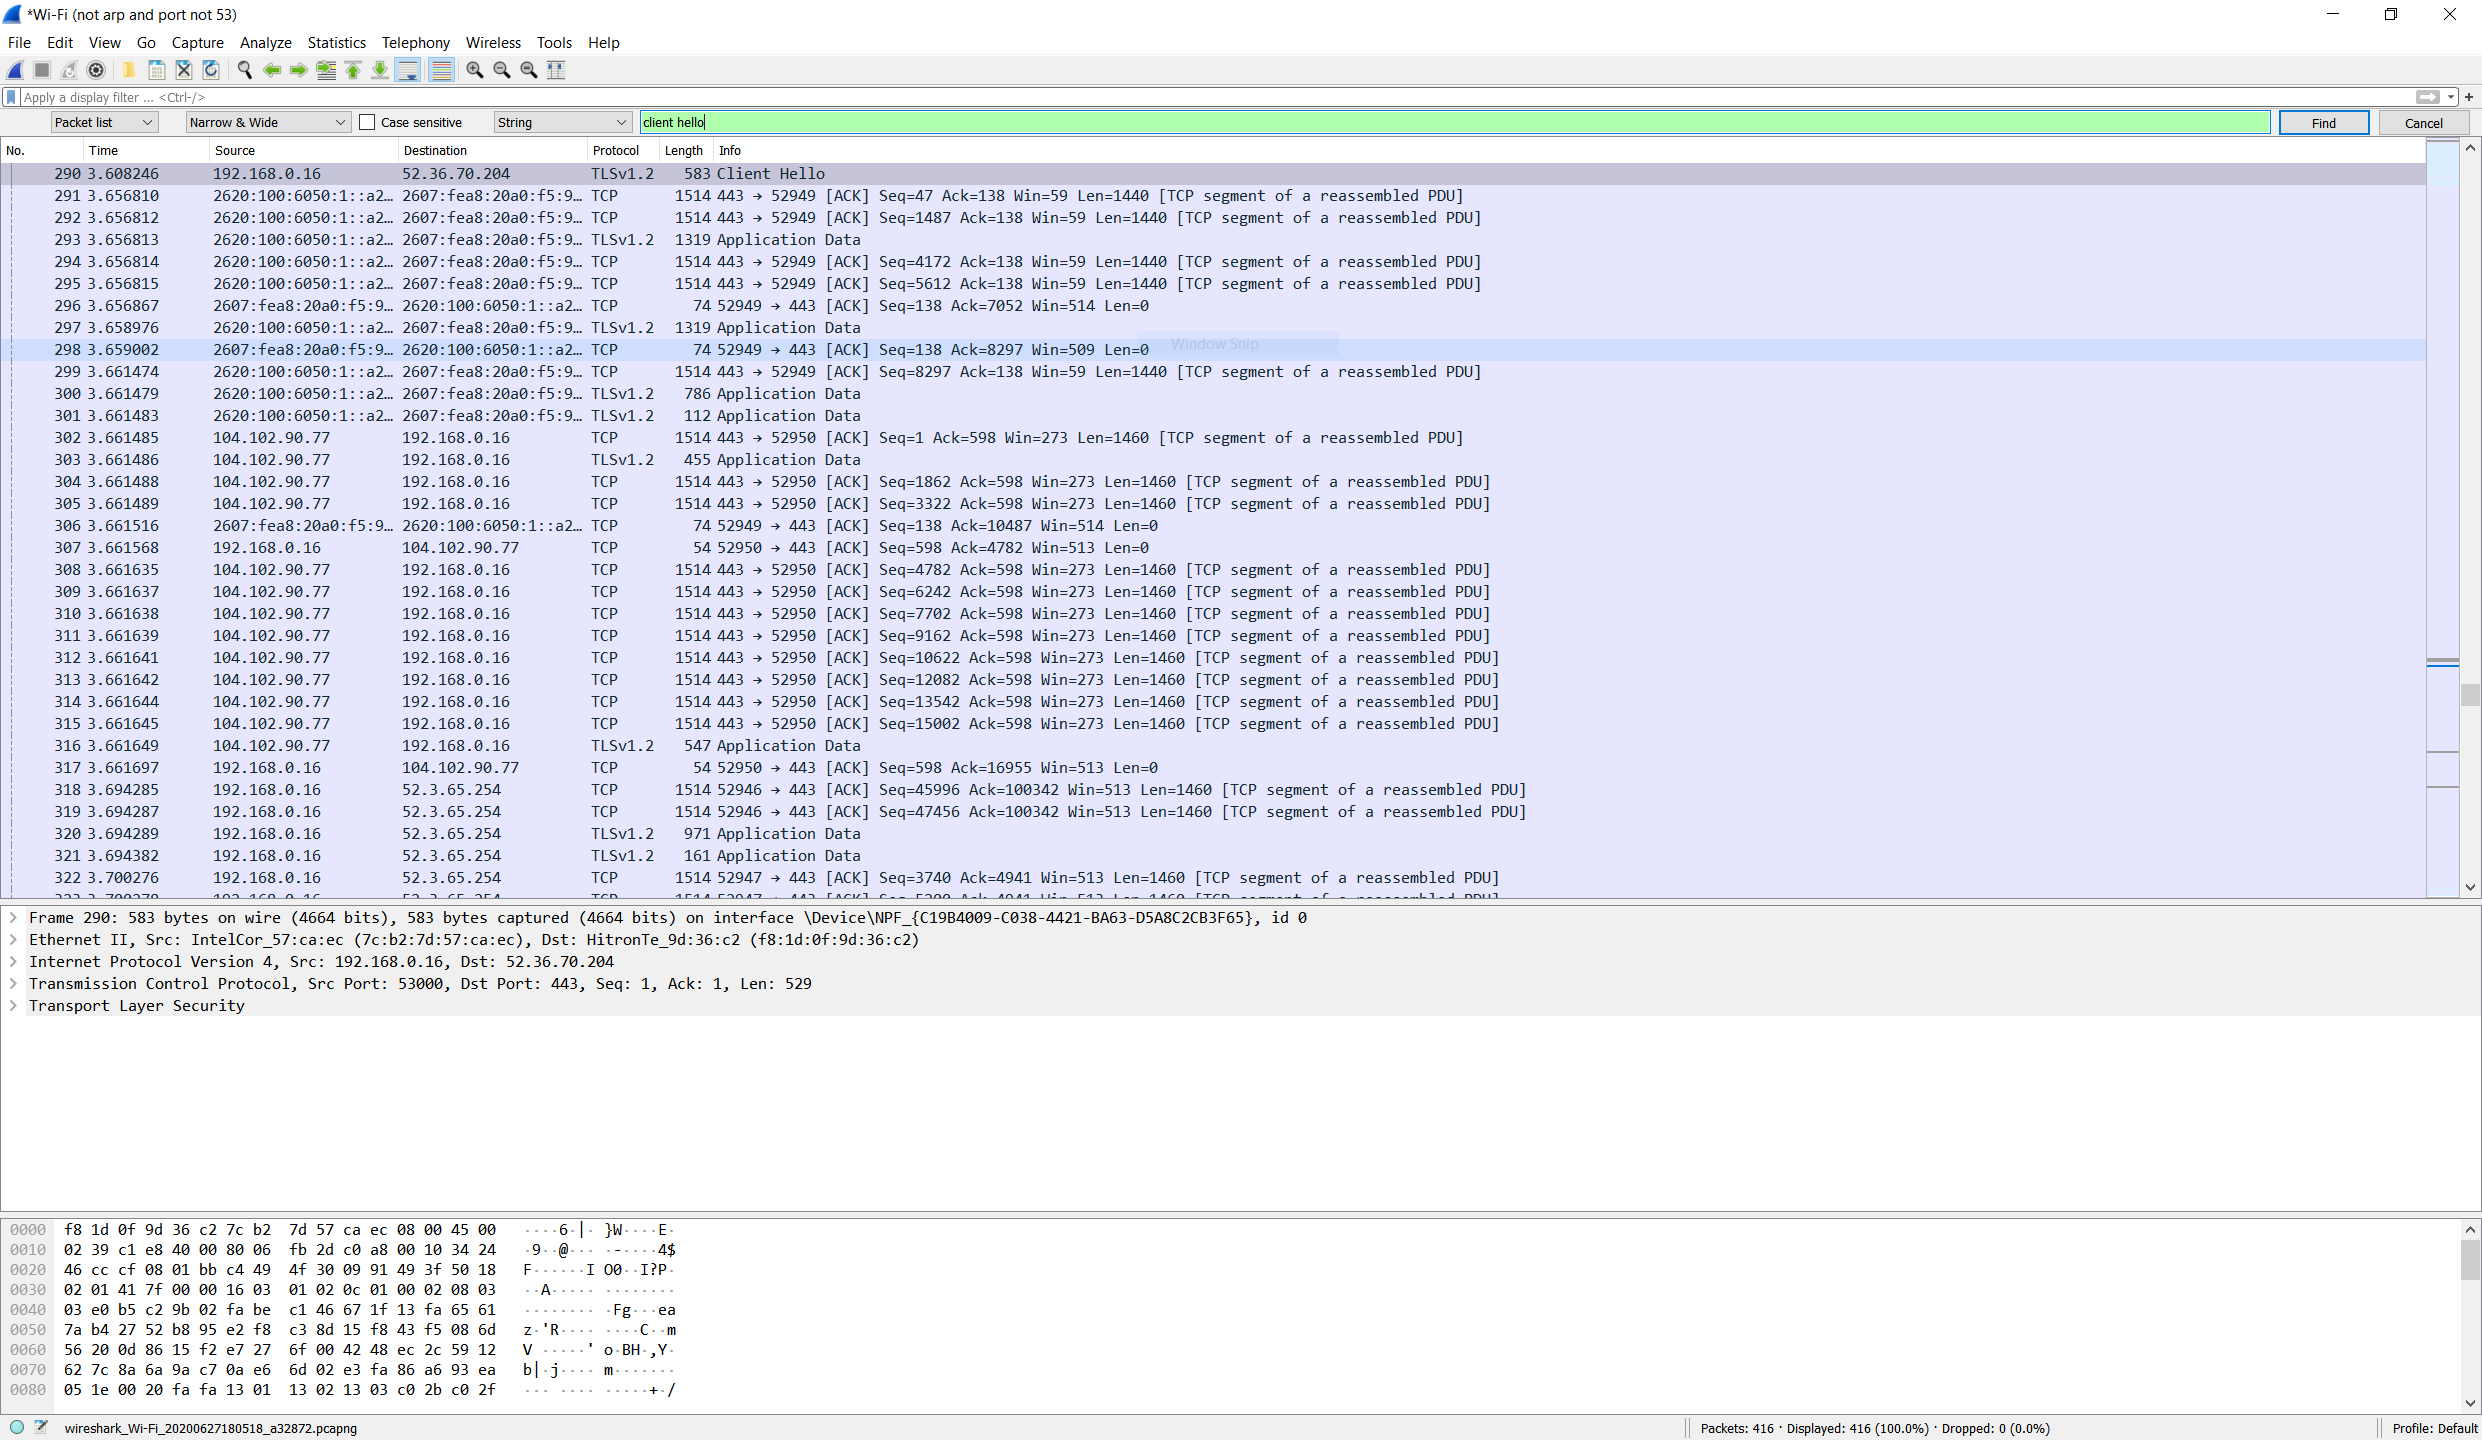 *Wi-Fi (not arp and port not 53)
File Edit View Go Capture Analyze Statistics Telephony Wireless Tools Help
Apply a display filter ... <Ctrl-/>
Packet list Narrow & Wide Case sensitive String client hello Find Cancel
No. Time Source Destination Protocol Length Info
290 3.608246 192.168.0.16 52.36.70.204 TLSv1.2 583 Client Hello
291 3.656810 2620:100:6050:1::a2… 2607:fea8:20a0:f5:9… TCP 1514 443 → 52949 [ACK] Seq=47 Ack=138 Win=59 Len=1440 [TCP segment of a reassembled PDU]
292 3.656812 2620:100:6050:1::a2… 2607:fea8:20a0:f5:9… TCP 1514 443 → 52949 [ACK] Seq=1487 Ack=138 Win=59 Len=1440 [TCP segment of a reassembled PDU]
293 3.656813 2620:100:6050:1::a2… 2607:fea8:20a0:f5:9… TLSv1.2 1319 Application Data
294 3.656814 2620:100:6050:1::a2… 2607:fea8:20a0:f5:9… TCP 1514 443 → 52949 [ACK] Seq=4172 Ack=138 Win=59 Len=1440 [TCP segment of a reassembled PDU]
295 3.656815 2620:100:6050:1::a2… 2607:fea8:20a0:f5:9… TCP 1514 443 → 52949 [ACK] Seq=5612 Ack=138 Win=59 Len=1440 [TCP segment of a reassembled PDU]
296 3.656867 2607:fea8:20a0:f5:9… 2620:100:6050:1::a2… TCP 74 52949 → 443 [ACK] Seq=138 Ack=7052 Win=514 Len=0
297 3.658976 2620:100:6050:1::a2… 2607:fea8:20a0:f5:9… TLSv1.2 1319 Application Data
298 3.659002 2607:fea8:20a0:f5:9… 2620:100:6050:1::a2… TCP 74 52949 → 443 [ACK] Seq=138 Ack=8297 Win=509 Len=0 Window Snip
299 3.661474 2620:100:6050:1::a2… 2607:fea8:20a0:f5:9… TCP 1514 443 → 52949 [ACK] Seq=8297 Ack=138 Win=59 Len=1440 [TCP segment of a reassembled PDU]
300 3.661479 2620:100:6050:1::a2… 2607:fea8:20a0:f5:9… TLSv1.2 786 Application Data
301 3.661483 2620:100:6050:1::a2… 2607:fea8:20a0:f5:9… TLSv1.2 112 Application Data
302 3.661485 104.102.90.77 192.168.0.16 TCP 1514 443 → 52950 [ACK] Seq=1 Ack=598 Win=273 Len=1460 [TCP segment of a reassembled PDU]
303 3.661486 104.102.90.77 192.168.0.16 TLSv1.2 455 Application Data
304 3.661488 104.102.90.77 192.168.0.16 TCP 1514 443 → 52950 [ACK] Seq=1862 Ack=598 Win=273 Len=1460 [TCP segment of a reassembled PDU]
305 3.661489 104.102.90.77 192.168.0.16 TCP 1514 443 → 52950 [ACK] Seq=3322 Ack=598 Win=273 Len=1460 [TCP segment of a reassembled PDU]
306 3.661516 2607:fea8:20a0:f5:9… 2620:100:6050:1::a2… TCP 74 52949 → 443 [ACK] Seq=138 Ack=10487 Win=514 Len=0
307 3.661568 192.168.0.16 104.102.90.77 TCP 54 52950 → 443 [ACK] Seq=598 Ack=4782 Win=513 Len=0
308 3.661635 104.102.90.77 192.168.0.16 TCP 1514 443 → 52950 [ACK] Seq=4782 Ack=598 Win=273 Len=1460 [TCP segment of a reassembled PDU]
309 3.661637 104.102.90.77 192.168.0.16 TCP 1514 443 → 52950 [ACK] Seq=6242 Ack=598 Win=273 Len=1460 [TCP segment of a reassembled PDU]
310 3.661638 104.102.90.77 192.168.0.16 TCP 1514 443 → 52950 [ACK] Seq=7702 Ack=598 Win=273 Len=1460 [TCP segment of a reassembled PDU]
311 3.661639 104.102.90.77 192.168.0.16 TCP 1514 443 → 52950 [ACK] Seq=9162 Ack=598 Win=273 Len=1460 [TCP segment of a reassembled PDU]
312 3.661641 104.102.90.77 192.168.0.16 TCP 1514 443 → 52950 [ACK] Seq=10622 Ack=598 Win=273 Len=1460 [TCP segment of a reassembled PDU]
313 3.661642 104.102.90.77 192.168.0.16 TCP 1514 443 → 52950 [ACK] Seq=12082 Ack=598 Win=273 Len=1460 [TCP segment of a reassembled PDU]
314 3.661644 104.102.90.77 192.168.0.16 TCP 1514 443 → 52950 [ACK] Seq=13542 Ack=598 Win=273 Len=1460 [TCP segment of a reassembled PDU]
315 3.661645 104.102.90.77 192.168.0.16 TCP 1514 443 → 52950 [ACK] Seq=15002 Ack=598 Win=273 Len=1460 [TCP segment of a reassembled PDU]
316 3.661649 104.102.90.77 192.168.0.16 TLSv1.2 547 Application Data
317 3.661697 192.168.0.16 104.102.90.77 TCP 54 52950 → 443 [ACK] Seq=598 Ack=16955 Win=513 Len=0
318 3.694285 192.168.0.16 52.3.65.254 TCP 1514 52946 → 443 [ACK] Seq=45996 Ack=100342 Win=513 Len=1460 [TCP segment of a reassembled PDU]
319 3.694287 192.168.0.16 52.3.65.254 TCP 1514 52946 → 443 [ACK] Seq=47456 Ack=100342 Win=513 Len=1460 [TCP segment of a reassembled PDU]
320 3.694289 192.168.0.16 52.3.65.254 TLSv1.2 971 Application Data
321 3.694382 192.168.0.16 52.3.65.254 TLSv1.2 161 Application Data
322 3.700276 192.168.0.16 52.3.65.254 TCP 1514 52947 → 443 [ACK] Seq=3740 Ack=4941 Win=513 Len=1460 [TCP segment of a reassembled PDU]
Frame 290: 583 bytes on wire (4664 bits), 583 bytes captured (4664 bits) on interface \Device\NPF_{C19B4009-C038-4421-BA63-D5A8C2CB3F65}, id 0
Ethernet II, Src: IntelCor_57:ca:ec (7c:b2:7d:57:ca:ec), Dst: HitronTe_9d:36:c2 (f8:1d:0f:9d:36:c2)
Internet Protocol Version 4, Src: 192.168.0.16, Dst: 52.36.70.204
Transmission Control Protocol, Src Port: 53000, Dst Port: 443, Seq: 1, Ack: 1, Len: 529
Transport Layer Security
0000 f8 1d 0f 9d 36 c2 7c b2 7d 57 ca ec 08 00 45 00 ····6·|· }W····E·
0010 02 39 c1 e8 40 00 80 06 fb 2d c0 a8 00 10 34 24 ·9··@··· ·-····4$
0020 46 cc cf 08 01 bb c4 49 4f 30 09 91 49 3f 50 18 F······I O0··I?P·
0030 02 01 41 7f 00 00 16 03 01 02 0c 01 00 02 08 03 ··A····· ········
0040 03 e0 b5 c2 9b 02 fa be c1 46 67 1f 13 fa 65 61 ········ ·Fg···ea
0050 7a b4 27 52 b8 95 e2 f8 c3 8d 15 f8 43 f5 08 6d z·'R···· ····C··m
0060 56 20 0d 86 15 f2 e7 27 6f 00 42 48 ec 2c 59 12 V ·····' o·BH·,Y·
0070 62 7c 8a 6a 9a c7 0a e6 6d 02 e3 fa 86 a6 93 ea b|·j···· m·······
0080 05 1e 00 20 fa fa 13 01 13 02 13 03 c0 2b c0 2f ··· ···· ·····+·/
wireshark_Wi-Fi_20200627180518_a32872.pcapng Packets: 416 · Displayed: 416 (100.0%) · Dropped: 0 (0.0%) Profile: Default